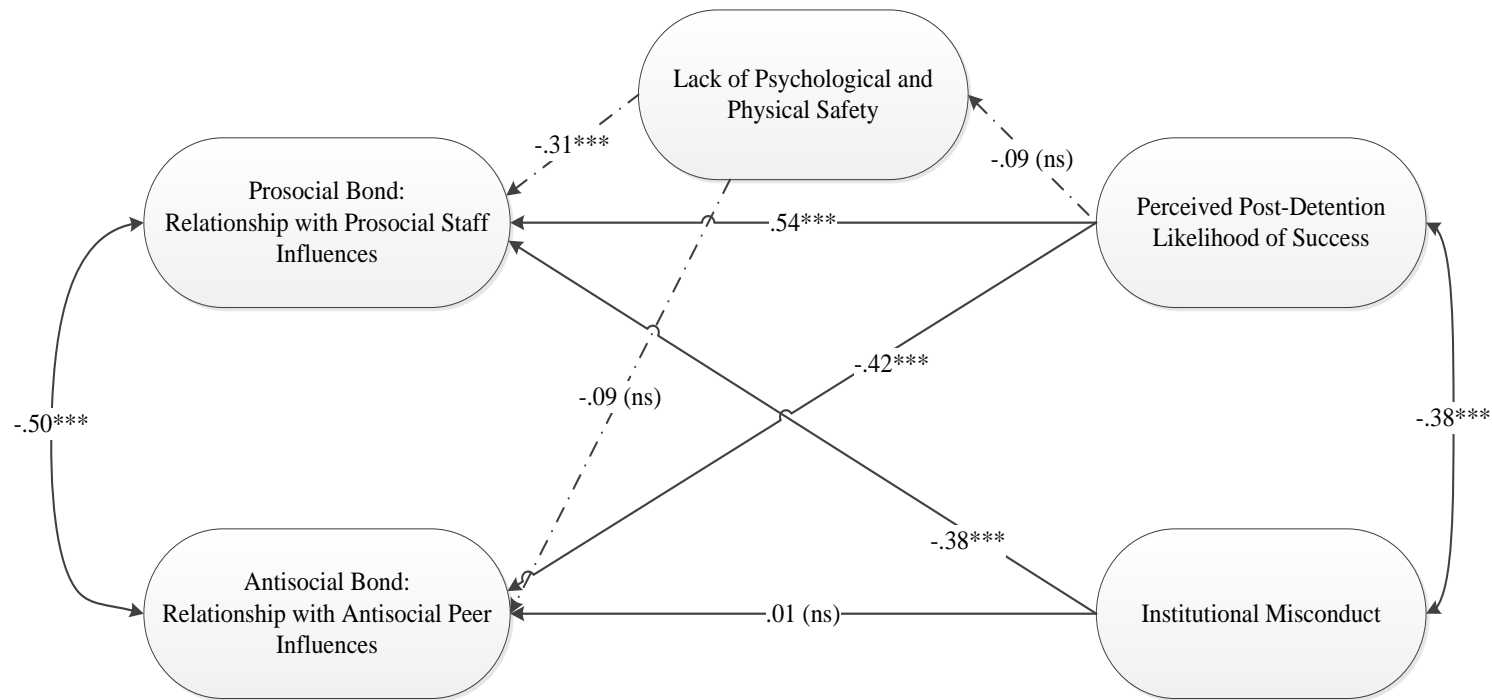 Lack of Psychological and
Physical Safety
-.31***
-.09 (ns)
Prosocial Bond:
Relationship with Prosocial Staff
Influences
.54***
Perceived Post-Detention
Likelihood of Success
-.42***
-.09 (ns)
-.50***
-.38***
-.38***
Antisocial Bond:
Relationship with Antisocial Peer
Influences
.01 (ns)
Institutional Misconduct